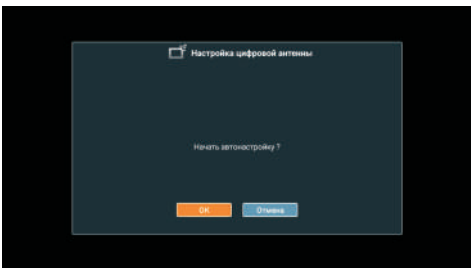 Настройка цифровой антенны
Начать автонастройку ?
OK
Отмена